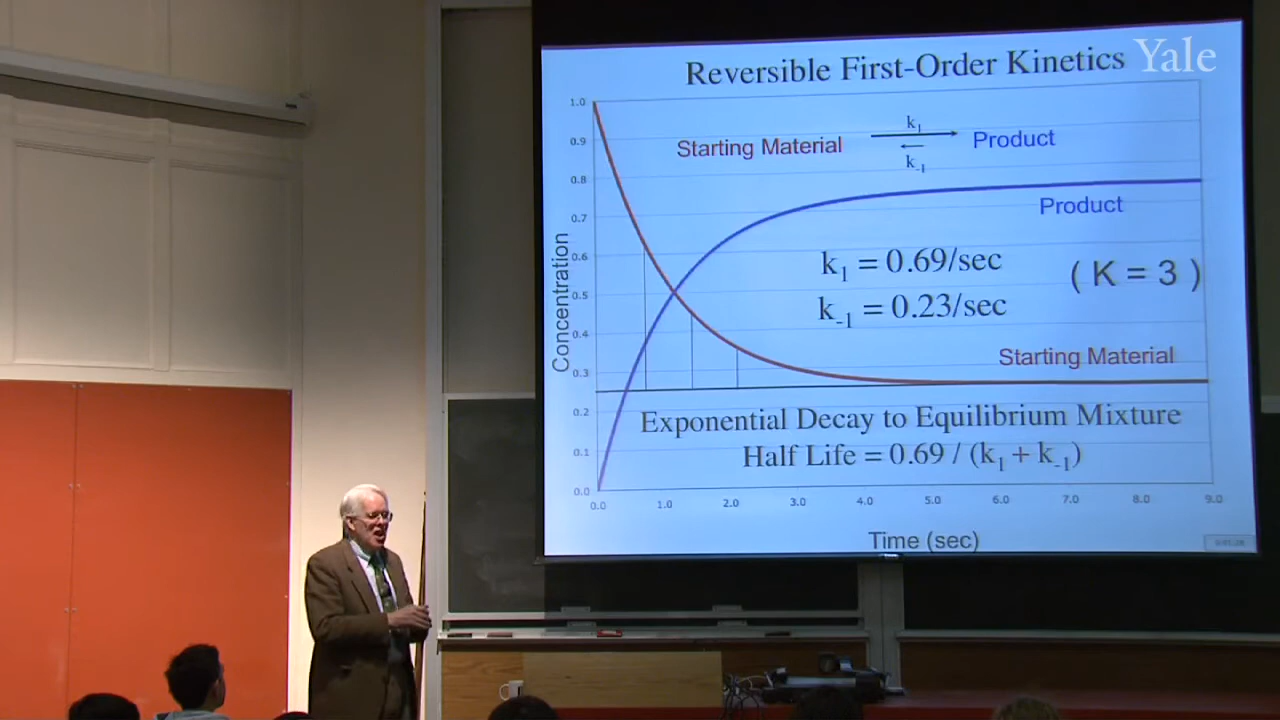 Reversible First-Order Kinetics
Yale
k1
Starting Material
Product
k-1
Product
k1 = 0.69/sec
( K = 3 )
k-1 = 0.23/sec
Starting Material
Exponential Decay to Equilibrium Mixture
Half Life = 0.69 / (k1 + k-1)
Concentration
1.0
0.9
0.8
0.7
0.6
0.5
0.4
0.3
0.2
0.1
0.0
0.0 1.0 2.0 3.0 4.0 5.0 6.0 7.0 8.0 9.0
Time (sec)